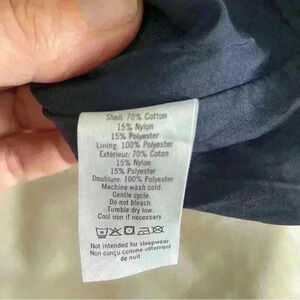 Shell: 70% Cotton
15% Nylon
15% Polyester
Lining: 100% Polyester
Extérieur: 70% Coton
15% Nylon
15% Polyester
Doublure: 100% Polyester
Machine wash cold.
Gentle cycle.
Do not bleach.
Tumble dry low.
Cool iron if necessary.
Not intended for sleepwear.
Non conçu comme vêtement
de nuit